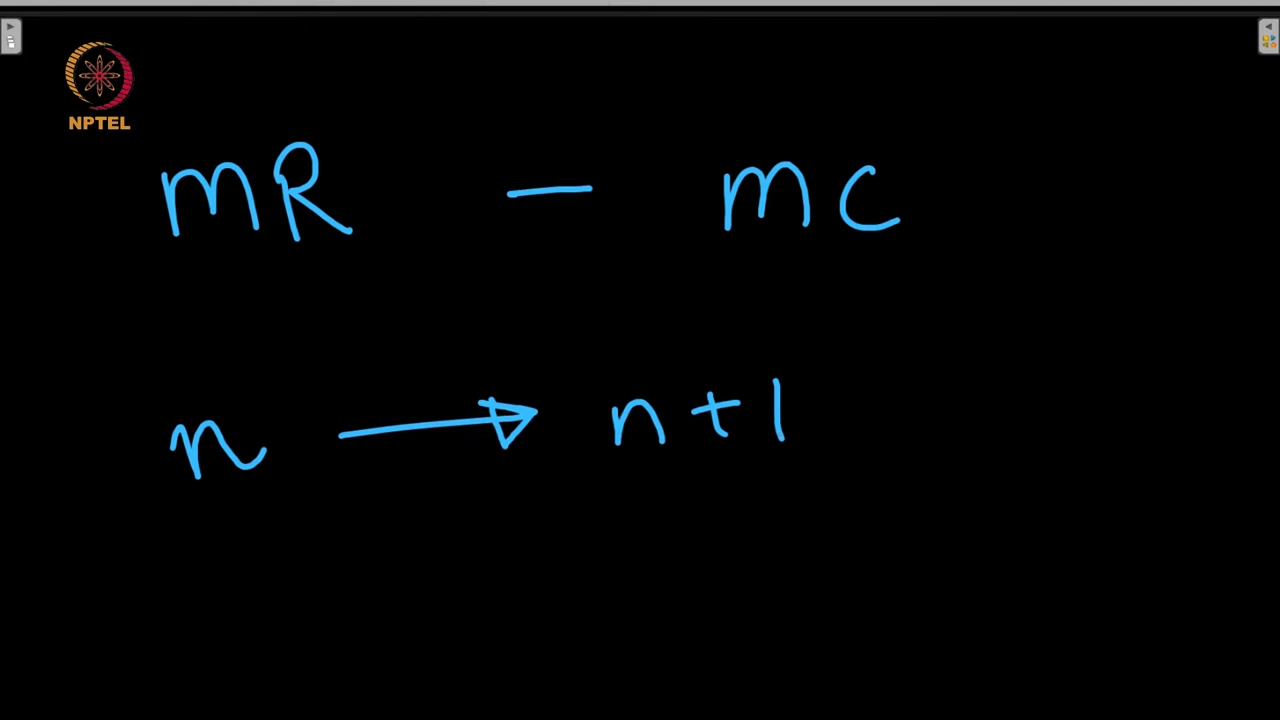 NPTEL
mR – mc
n → n+1